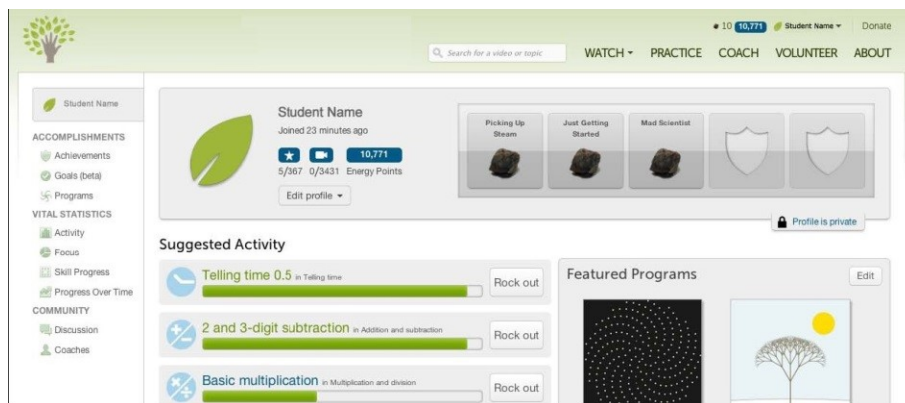 10 10,771 Student Name Donate
Search for a video or topic WATCH PRACTICE COACH VOLUNTEER ABOUT
Student Name
ACCOMPLISHMENTS
Achievements
Goals (beta)
Programs
VITAL STATISTICS
Activity
Focus
Skill Progress
Progress Over Time
COMMUNITY
Discussion
Coaches
Student Name
Joined 23 minutes ago
10,771
5/367 0/3431 Energy Points
Edit profile
Picking Up
Steam
Just Getting
Started
Mad Scientist
Profile is private
Suggested Activity
Telling time 0.5 in Telling time
Rock out
2 and 3-digit subtraction in Addition and subtraction
Rock out
Basic multiplication in Multiplication and division
Rock out
Featured Programs Edit